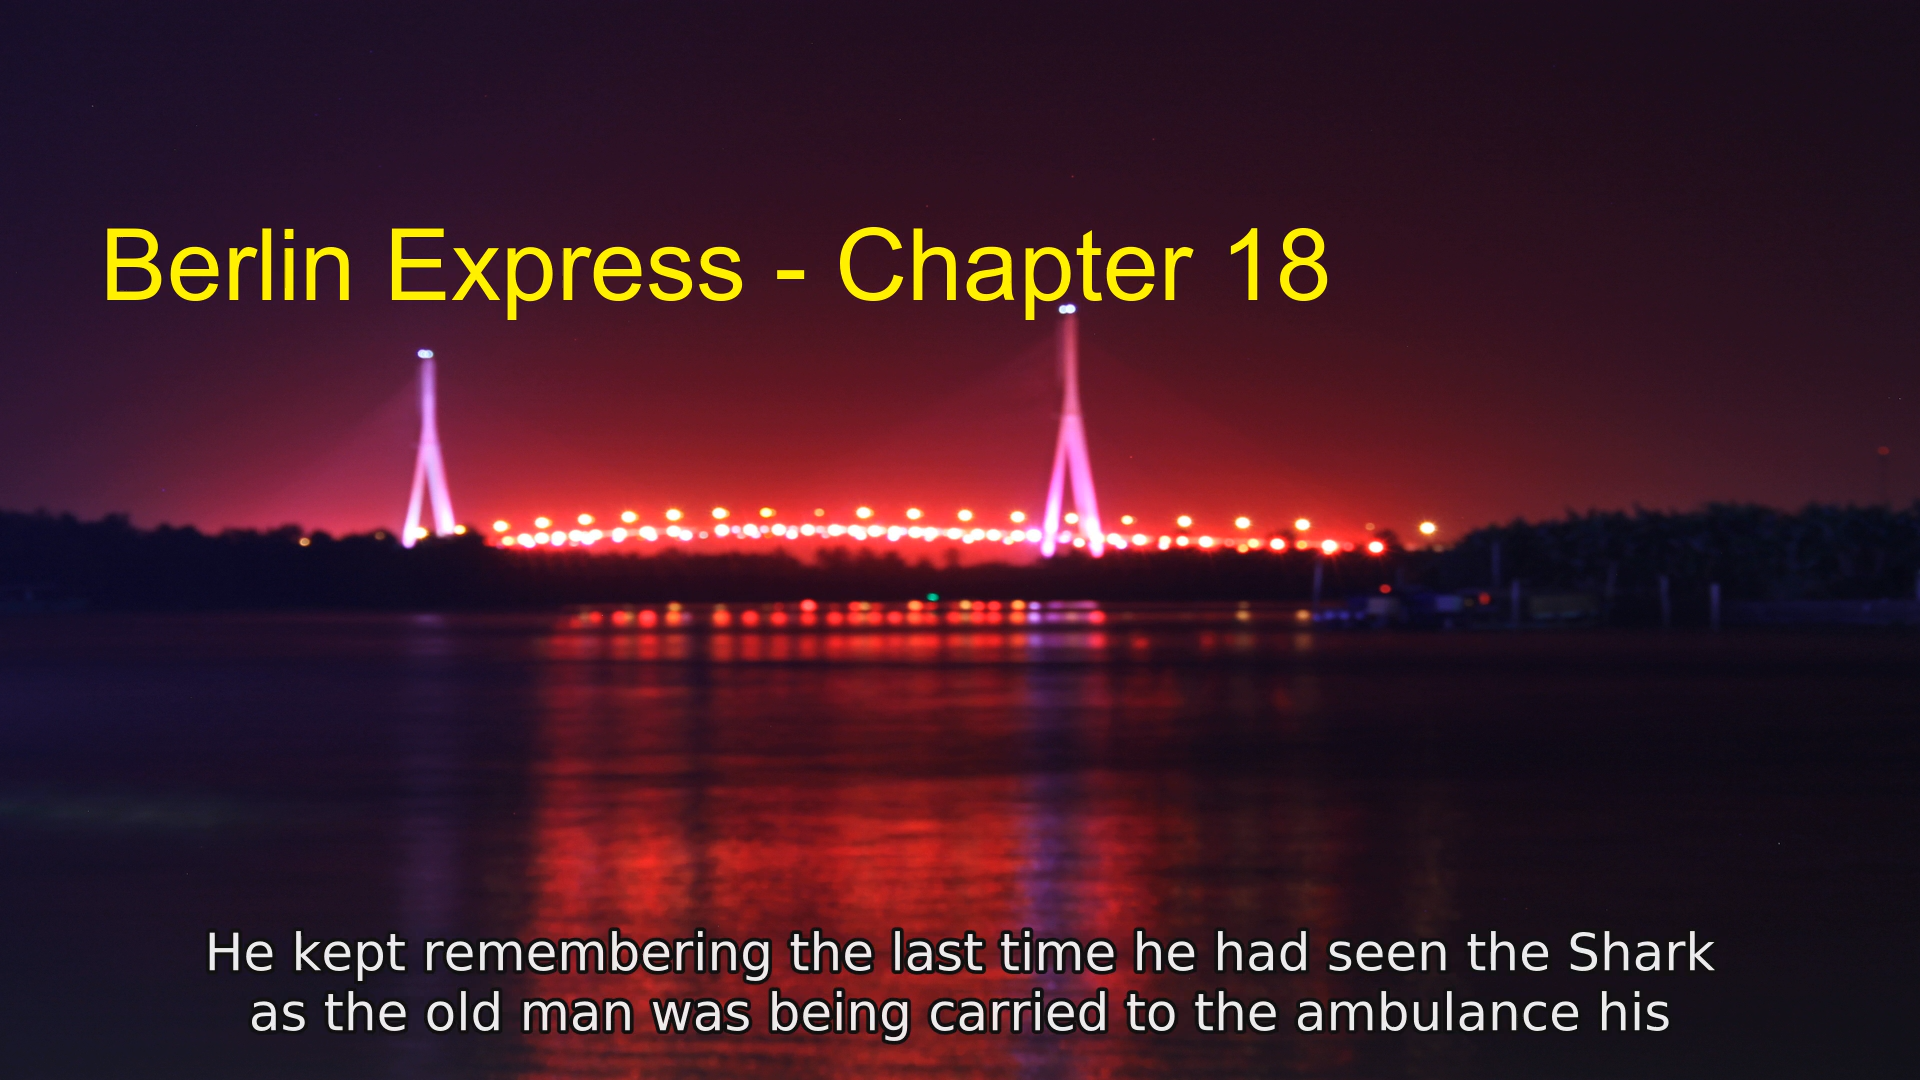 Berlin Express - Chapter 18
He kept remembering the last time he had seen the Shark
as the old man was being carried to the ambulance his